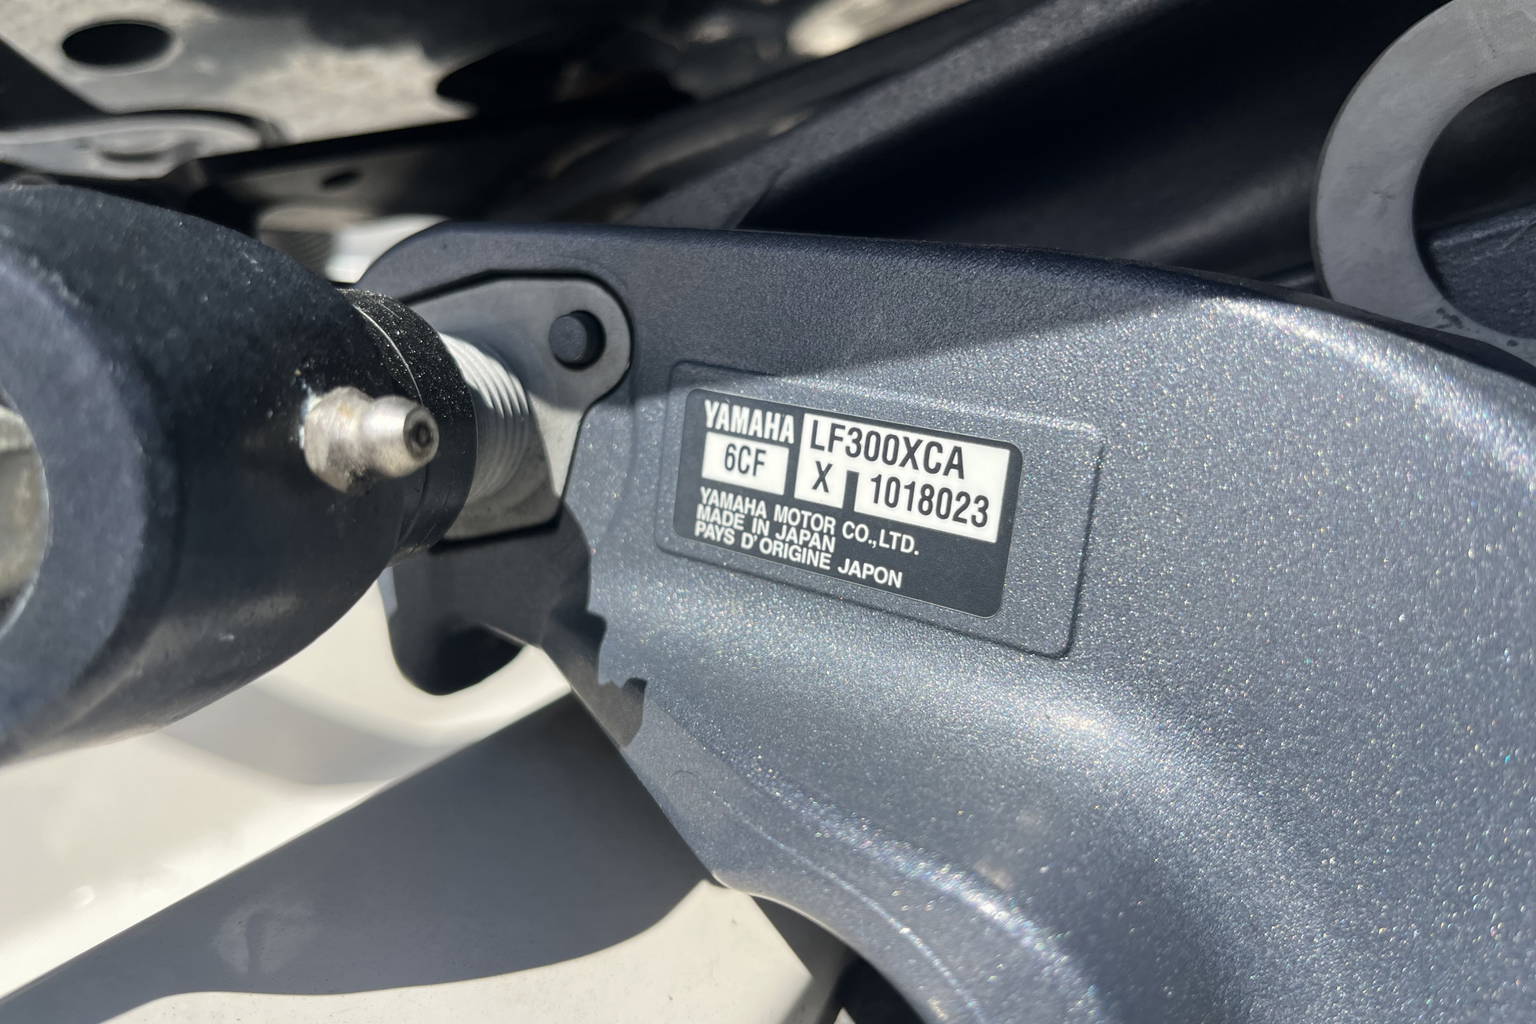 YAMAHA LF300XCA
6CF X 1018023
YAMAHA MOTOR CO.,LTD.
MADE IN JAPAN
PAYS D'ORIGINE JAPON